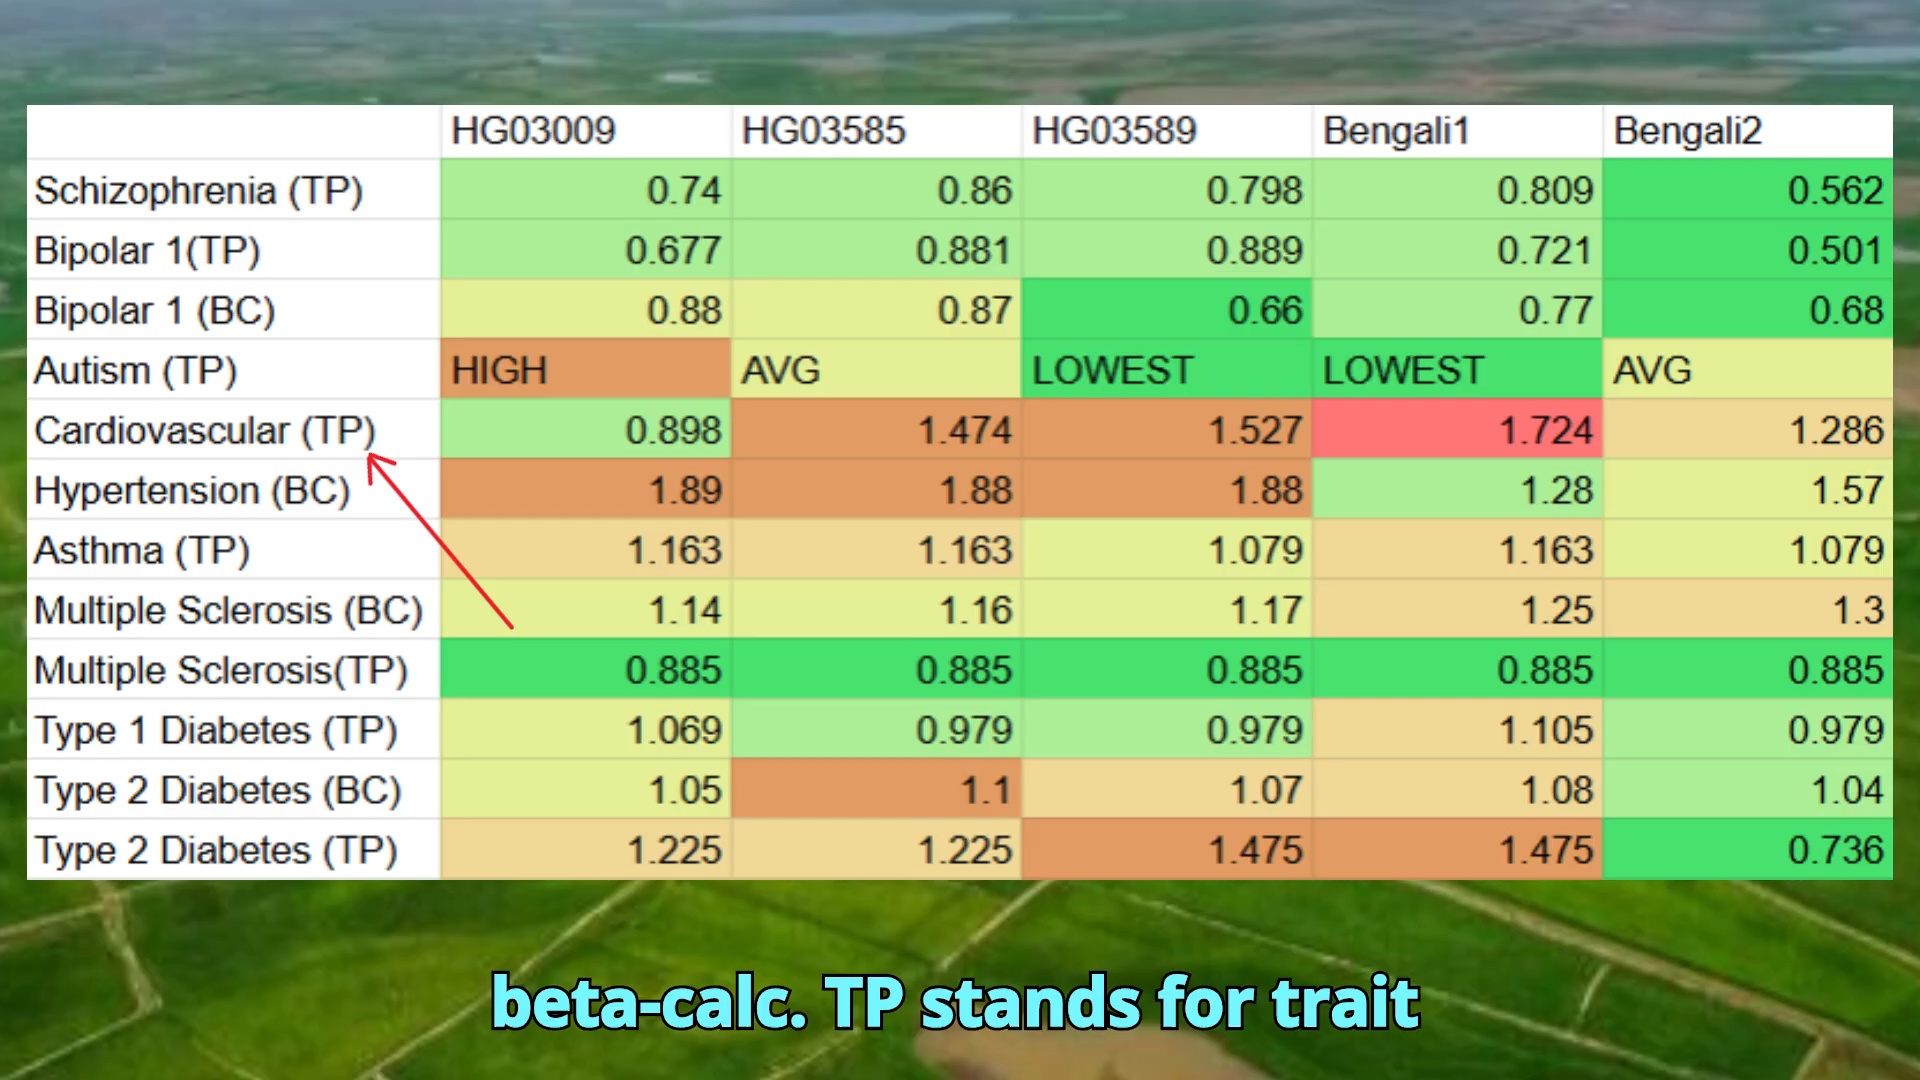 HG03009 HG03585 HG03589 Bengali1 Bengali2
Schizophrenia (TP) 0.74 0.86 0.798 0.809 0.562
Bipolar 1(TP) 0.677 0.881 0.889 0.721 0.501
Bipolar 1 (BC) 0.88 0.87 0.66 0.77 0.68
Autism (TP) HIGH AVG LOWEST LOWEST AVG
Cardiovascular (TP) 0.898 1.474 1.527 1.724 1.286
Hypertension (BC) 1.89 1.88 1.88 1.28 1.57
Asthma (TP) 1.163 1.163 1.079 1.163 1.079
Multiple Sclerosis (BC) 1.14 1.16 1.17 1.25 1.3
Multiple Sclerosis(TP) 0.885 0.885 0.885 0.885 0.885
Type 1 Diabetes (TP) 1.069 0.979 0.979 1.105 0.979
Type 2 Diabetes (BC) 1.05 1.1 1.07 1.08 1.04
Type 2 Diabetes (TP) 1.225 1.225 1.475 1.475 0.736
beta-calc. TP stands for trait